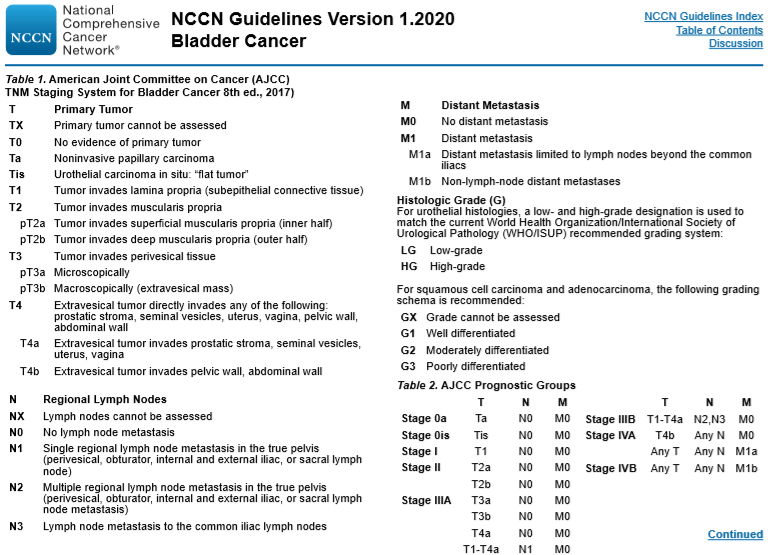 NCCN
National
Comprehensive
Cancer
Network®
NCCN Guidelines Version 1.2020
Bladder Cancer
NCCN Guidelines Index
Table of Contents
Discussion
Table 1. American Joint Committee on Cancer (AJCC)
TNM Staging System for Bladder Cancer 8th ed., 2017)
T Primary Tumor
TX Primary tumor cannot be assessed
T0 No evidence of primary tumor
Ta Noninvasive papillary carcinoma
Tis Urothelial carcinoma in situ: “flat tumor”
T1 Tumor invades lamina propria (subepithelial connective tissue)
T2 Tumor invades muscularis propria
pT2a Tumor invades superficial muscularis propria (inner half)
pT2b Tumor invades deep muscularis propria (outer half)
T3 Tumor invades perivesical tissue
pT3a Microscopically
pT3b Macroscopically (extravesical mass)
T4 Extravesical tumor directly invades any of the following:
prostatic stroma, seminal vesicles, uterus, vagina, pelvic wall,
abdominal wall
T4a Extravesical tumor invades prostatic stroma, seminal vesicles,
uterus, vagina
T4b Extravesical tumor invades pelvic wall, abdominal wall
N Regional Lymph Nodes
NX Lymph nodes cannot be assessed
N0 No lymph node metastasis
N1 Single regional lymph node metastasis in the true pelvis
(perivesical, obturator, internal and external iliac, or sacral lymph
node)
N2 Multiple regional lymph node metastasis in the true pelvis
(perivesical, obturator, internal and external iliac, or sacral lymph
node metastasis)
N3 Lymph node metastasis to the common iliac lymph nodes
M Distant Metastasis
M0 No distant metastasis
M1 Distant metastasis
M1a Distant metastasis limited to lymph nodes beyond the common
iliacs
M1b Non-lymph-node distant metastases
Histologic Grade (G)
For urothelial histologies, a low- and high-grade designation is used to
match the current World Health Organization/International Society of
Urological Pathology (WHO/ISUP) recommended grading system:
LG Low-grade
HG High-grade
For squamous cell carcinoma and adenocarcinoma, the following grading
schema is recommended:
GX Grade cannot be assessed
G1 Well differentiated
G2 Moderately differentiated
G3 Poorly differentiated
Table 2. AJCC Prognostic Groups
T N M T N M
Stage 0a Ta N0 M0 Stage IIIB T1-T4a N2,N3 M0
Stage 0is Tis N0 M0 Stage IVA T4b Any N M0
Stage I T1 N0 M0 Any T Any N M1a
Stage II T2a N0 M0 Stage IVB Any T Any N M1b
T2b N0 M0
Stage IIIA T3a N0 M0
T3b N0 M0
T4a N0 M0
T1-T4a N1 M0
Continued